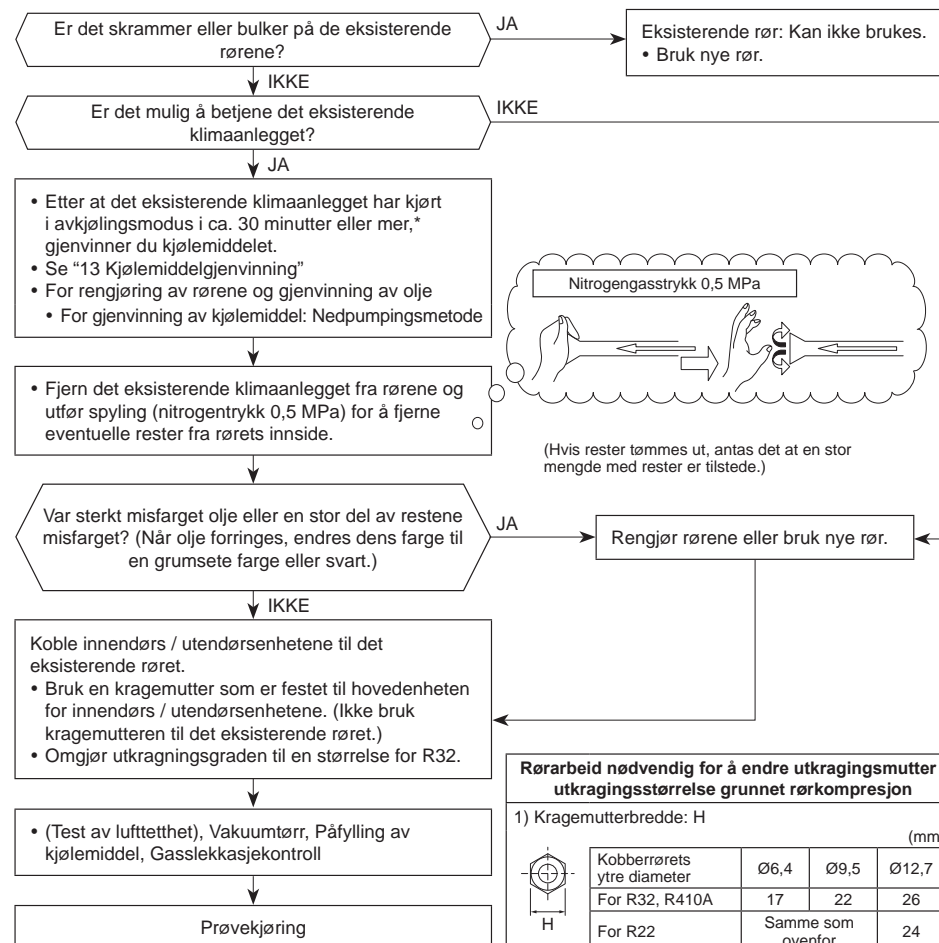 Er det skrammer eller bulker på de eksisterende
rørene?
JA
Eksisterende rør: Kan ikke brukes.
• Bruk nye rør.
IKKE
Er det mulig å betjene det eksisterende
klimaanlegget?
IKKE
JA
• Etter at det eksisterende klimaanlegget har kjørt
i avkjølingsmodus i ca. 30 minutter eller mer,*
gjenvinner du kjølemiddelet.
• Se “13 Kjølemiddelgjenvinning”
• For rengjøring av rørene og gjenvinning av olje
• For gjenvinning av kjølemiddel: Nedpumpingsmetode
Nitrogengasstrykk 0,5 MPa
• Fjern det eksisterende klimaanlegget fra rørene og
utfør spyling (nitrogentrykk 0,5 MPa) for å fjerne
eventuelle rester fra rørets innside.
(Hvis rester tømmes ut, antas det at en stor
mengde med rester er tilstede.)
Var sterkt misfarget olje eller en stor del av restene
misfarget? (Når olje forringes, endres dens farge til
en grumsete farge eller svart.)
JA
Rengjør rørene eller bruk nye rør.
IKKE
Koble innendørs / utendørsenhetene til det
eksisterende røret.
• Bruk en kragemutter som er festet til hovedenheten
for innendørs / utendørsenhetene. (Ikke bruk
kragemutteren til det eksisterende røret.)
• Omgjør utkragningsgraden til en størrelse for R32.
• (Test av lufttetthet), Vakuumtørr, Påfylling av
kjølemiddel, Gasslekkasjekontroll
Prøvekjøring
Rørarbeid nødvendig for å endre utkragingsmutter
utkragingsstørrelse grunnet rørkompresjon
1) Kragemutterbredde: H
(mm
H
Kobberrørets
ytre diameter
Ø6,4 Ø9,5 Ø12,7
For R32, R410A 17 22 26
For R22 Samme som
ovenfor 24